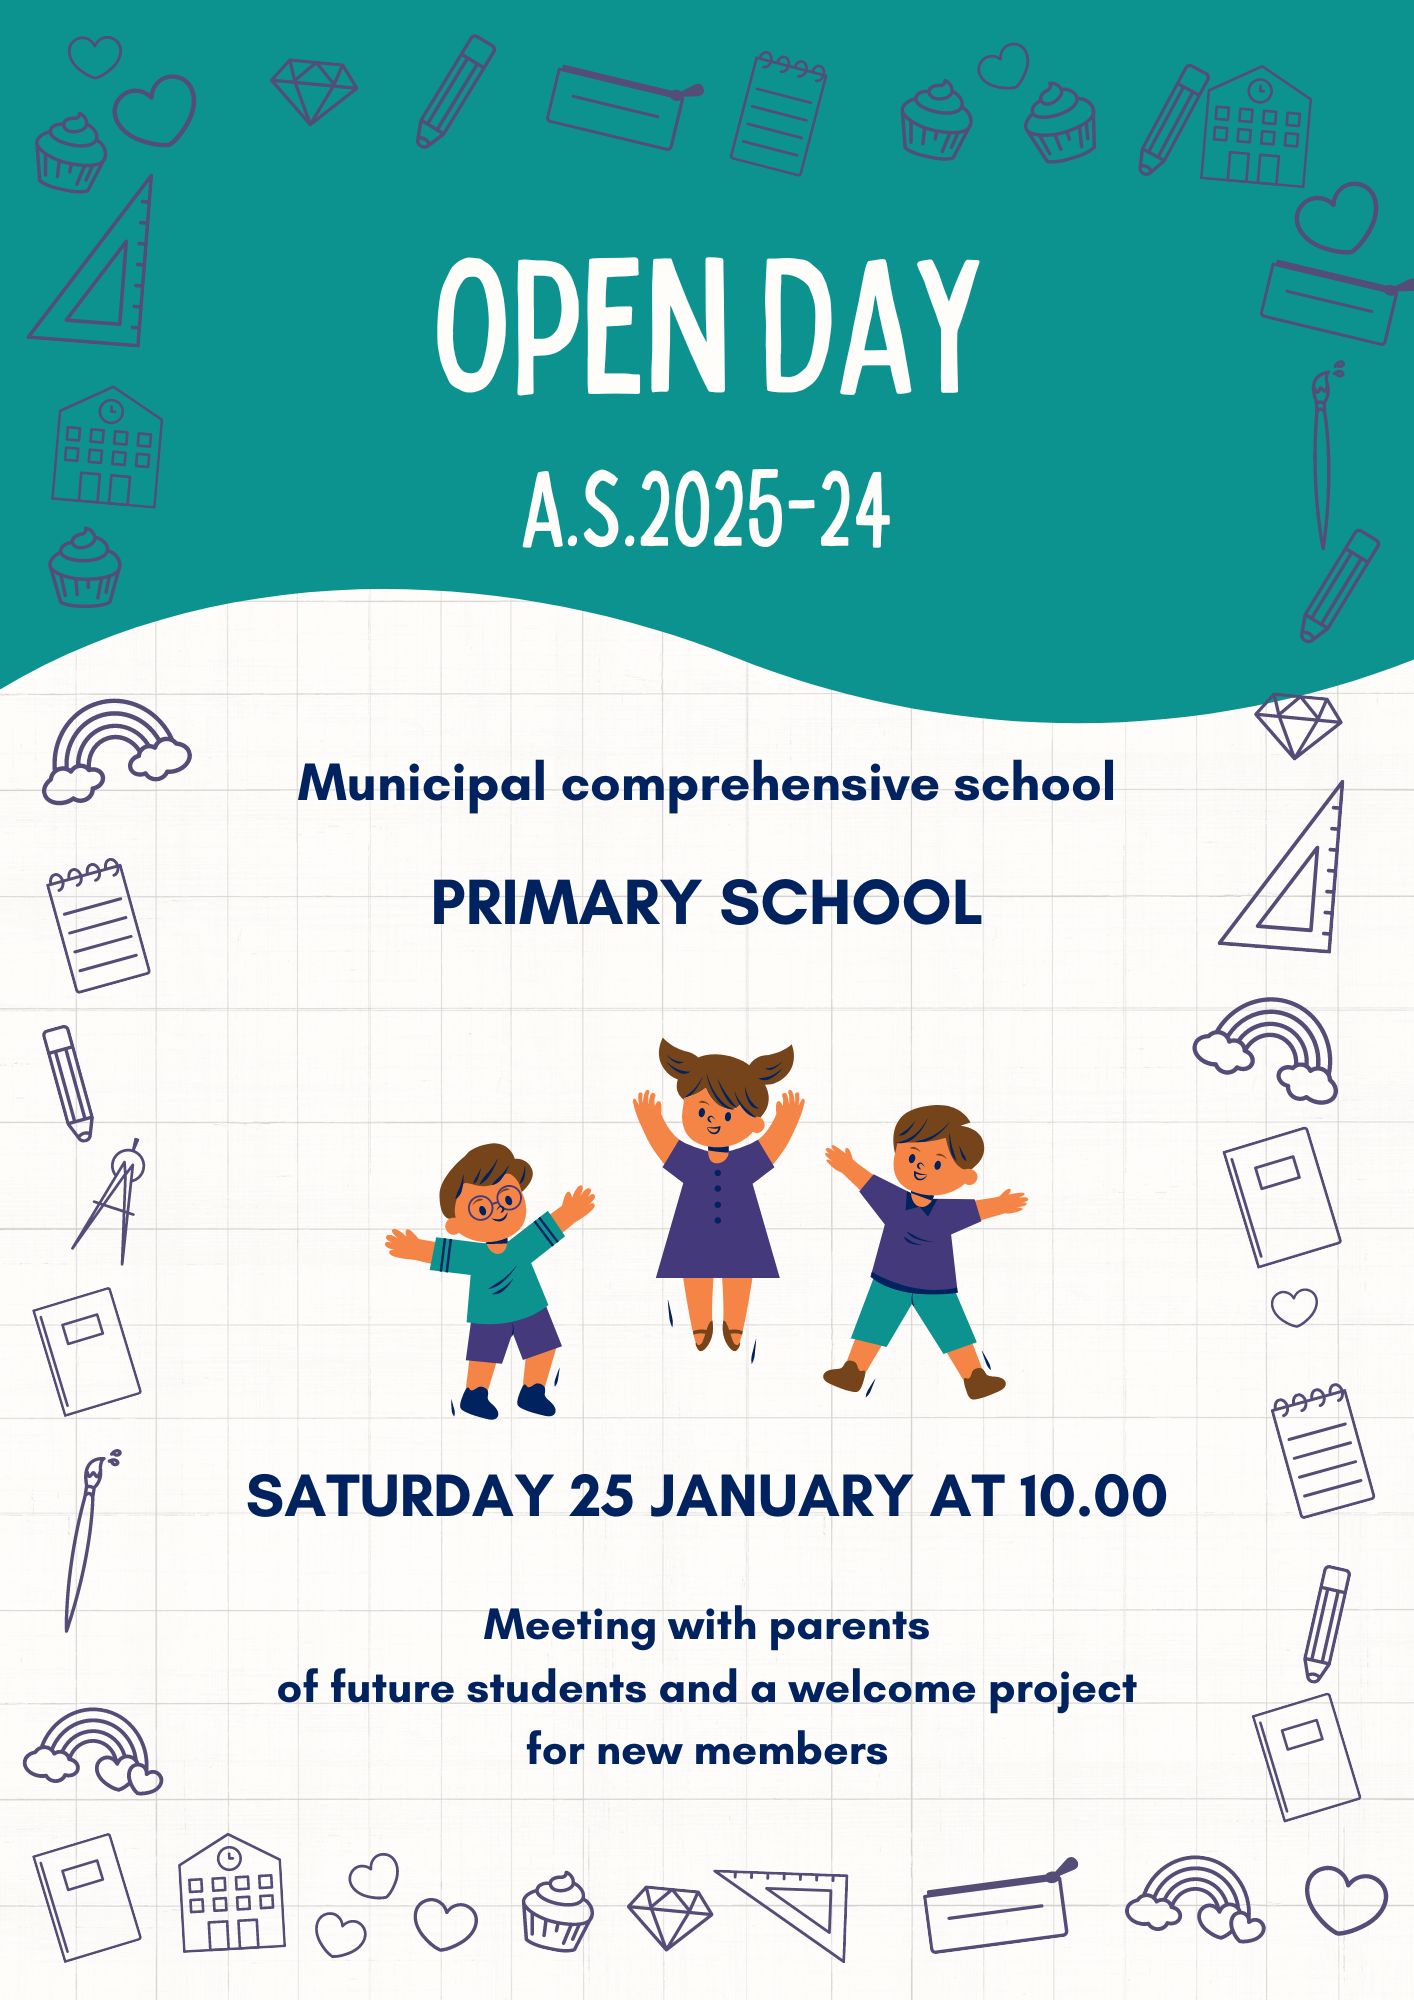 OPEN DAY
A.S.2025-24
Municipal comprehensive school
PRIMARY SCHOOL
SATURDAY 25 JANUARY AT 10.00
Meeting with parents
of future students and a welcome project
for new members